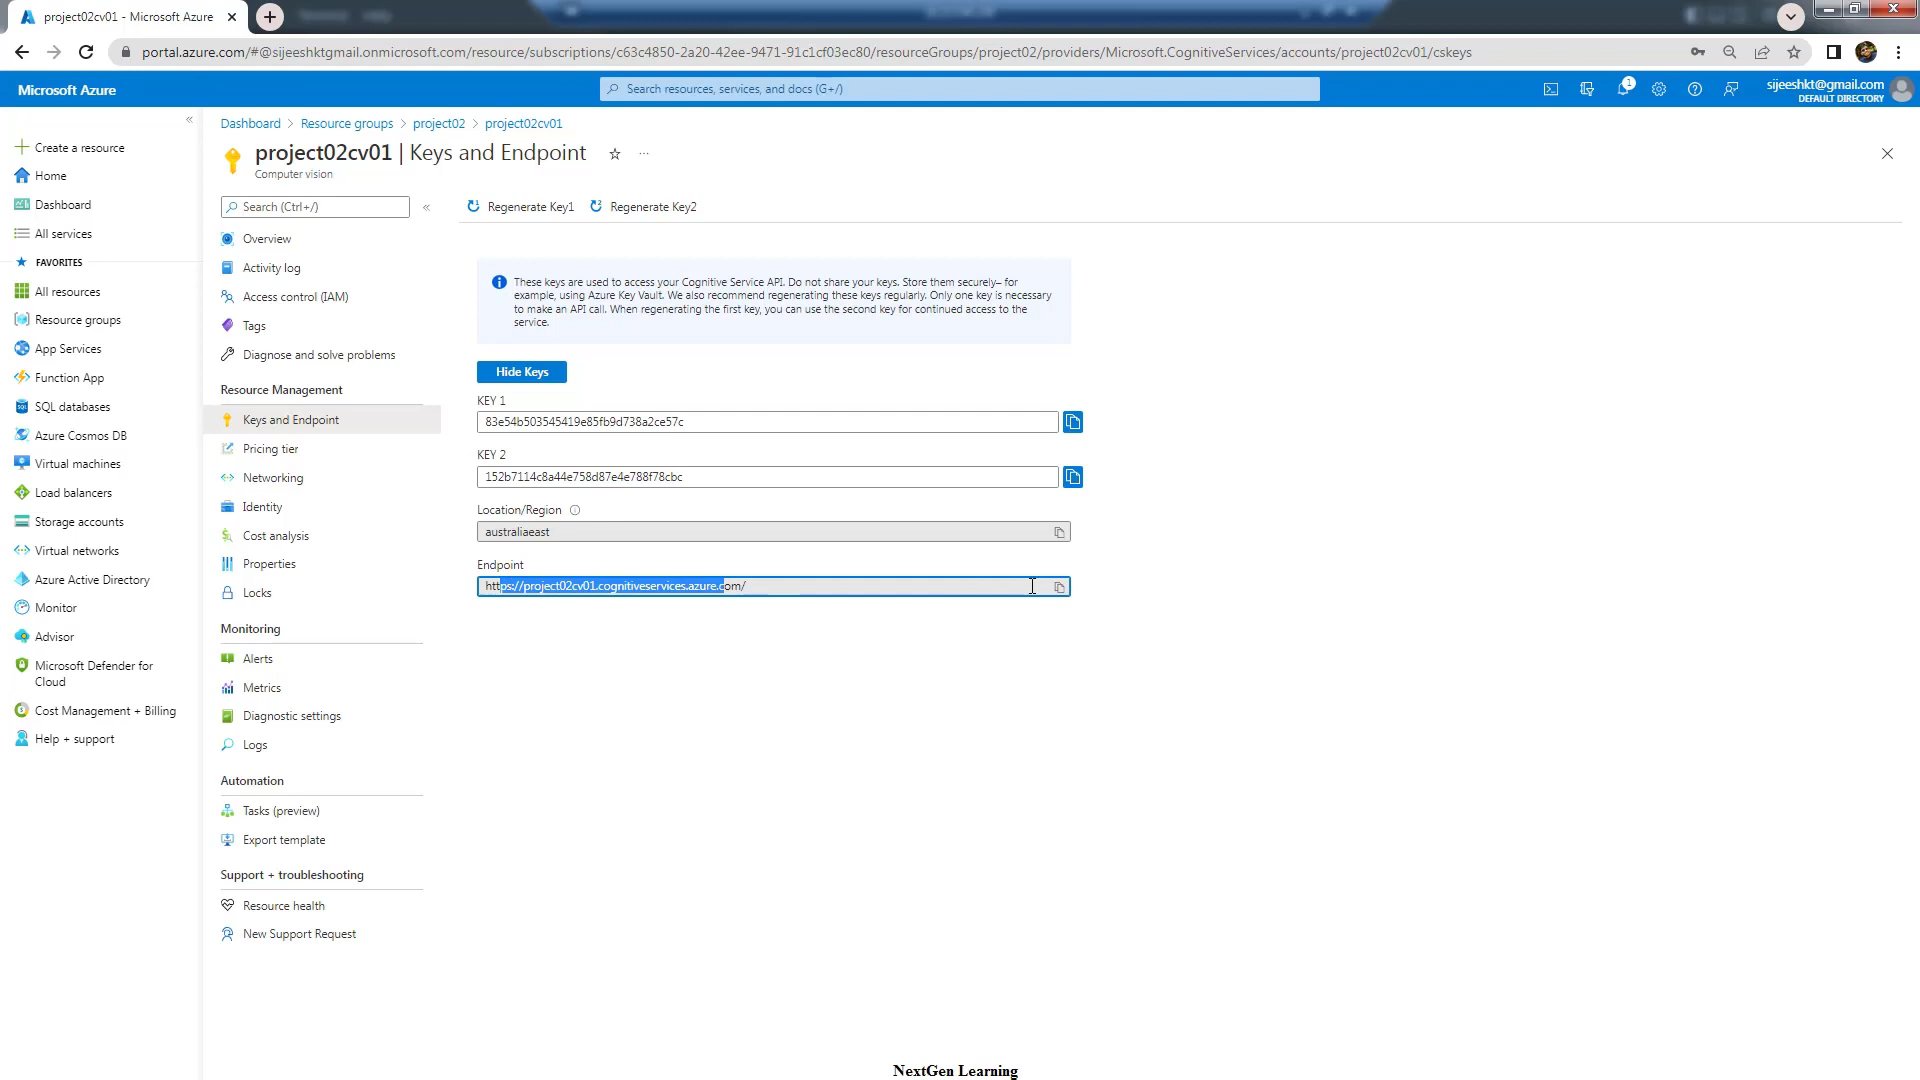 project02cv01 - Microsoft Azure
portal.azure.com/#@sijeeshktgmail.onmicrosoft.com/resource/subscriptions/c63c4850-2a20-42ee-9471-91c1cf03ec80/resourceGroups/project02/providers/Microsoft.CognitiveServices/accounts/project02cv01/cskeys
Microsoft Azure
Search resources, services, and docs (G+/)
1
sijeeshkt@gmail.com
DEFAULT DIRECTORY
Create a resource
Home
Dashboard
All services
FAVORITES
All resources
Resource groups
App Services
Function App
SQL databases
Azure Cosmos DB
Virtual machines
Load balancers
Storage accounts
Virtual networks
Azure Active Directory
Monitor
Advisor
Microsoft Defender for
Cloud
Cost Management + Billing
Help + support
Dashboard > Resource groups > project02 > project02cv01
project02cv01 | Keys and Endpoint
Computer vision
Search (Ctrl+/)
Overview
Activity log
Access control (IAM)
Tags
Diagnose and solve problems
Resource Management
Keys and Endpoint
Pricing tier
Networking
Identity
Cost analysis
Properties
Locks
Monitoring
Alerts
Metrics
Diagnostic settings
Logs
Automation
Tasks (preview)
Export template
Support + troubleshooting
Resource health
New Support Request
Regenerate Key1
Regenerate Key2
These keys are used to access your Cognitive Service API. Do not share your keys. Store them securely– for
example, using Azure Key Vault. We also recommend regenerating these keys regularly. Only one key is necessary
to make an API call. When regenerating the first key, you can use the second key for continued access to the
service.
Hide Keys
KEY 1
83e54b503545419e85fb9d738a2ce57c
KEY 2
152b7114c8a44e758d87e4e788f78cbc
Location/Region
australiaeast
Endpoint
https://project02cv01.cognitiveservices.azure.com/
NextGen Learning